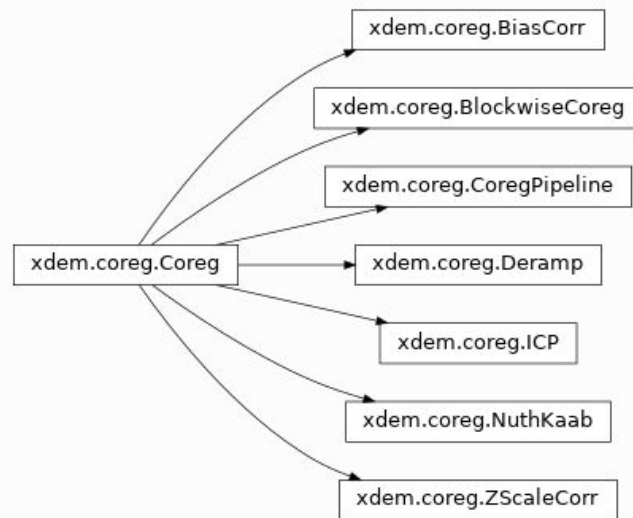 xdem.coreg.BiasCorr
xdem.coreg.BlockwiseCoreg
xdem.coreg.CoregPipeline
xdem.coreg.Coreg
xdem.coreg.Deramp
xdem.coreg.ICP
xdem.coreg.NuthKaab
xdem.coreg.ZScaleCorr